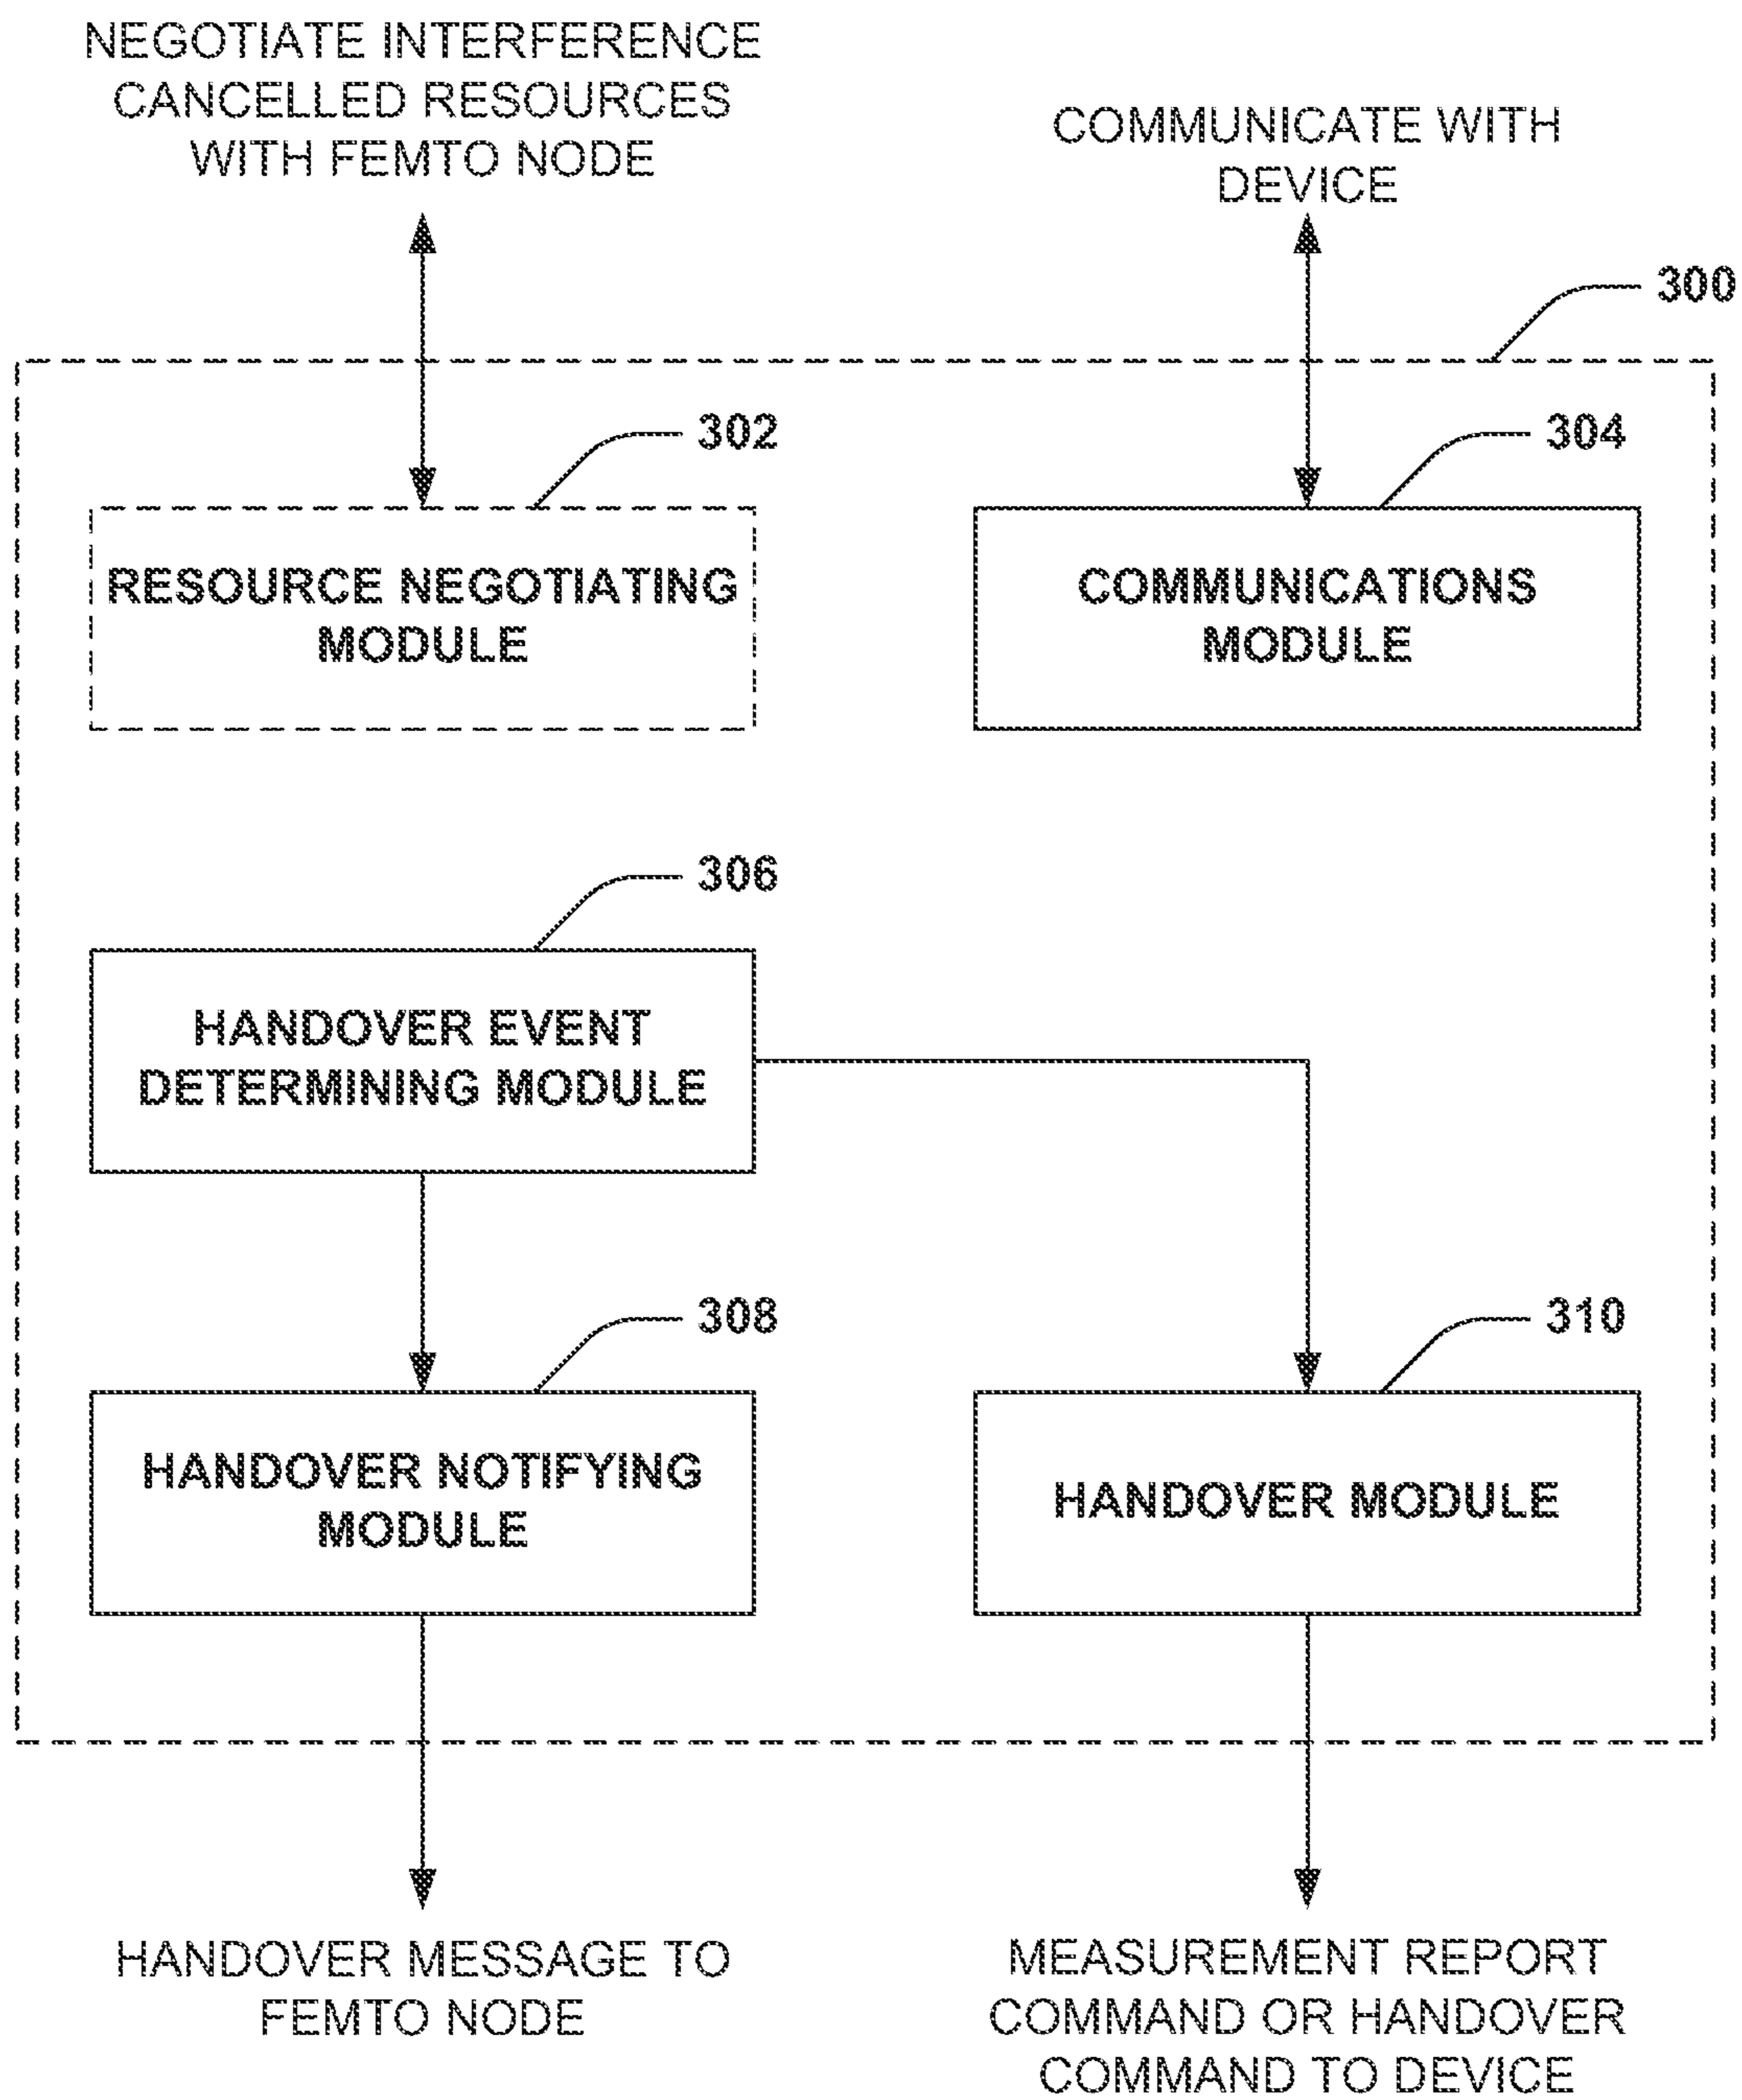 NEGOTIATE INTERFERENCE
CANCELLED RESOURCES
WITH FEMTO NODE
COMMUNICATE WITH
DEVICE
300
302
304
RESOURCE NEGOTIATING
MODULE
COMMUNICATIONS
MODULE
306
HANDOVER EVENT
DETERMINING MODULE
308
310
HANDOVER NOTIFYING
MODULE
HANDOVER MODULE
HANDOVER MESSAGE TO
FEMTO NODE
MEASUREMENT REPORT
COMMAND OR HANDOVER
COMMAND TO DEVICE